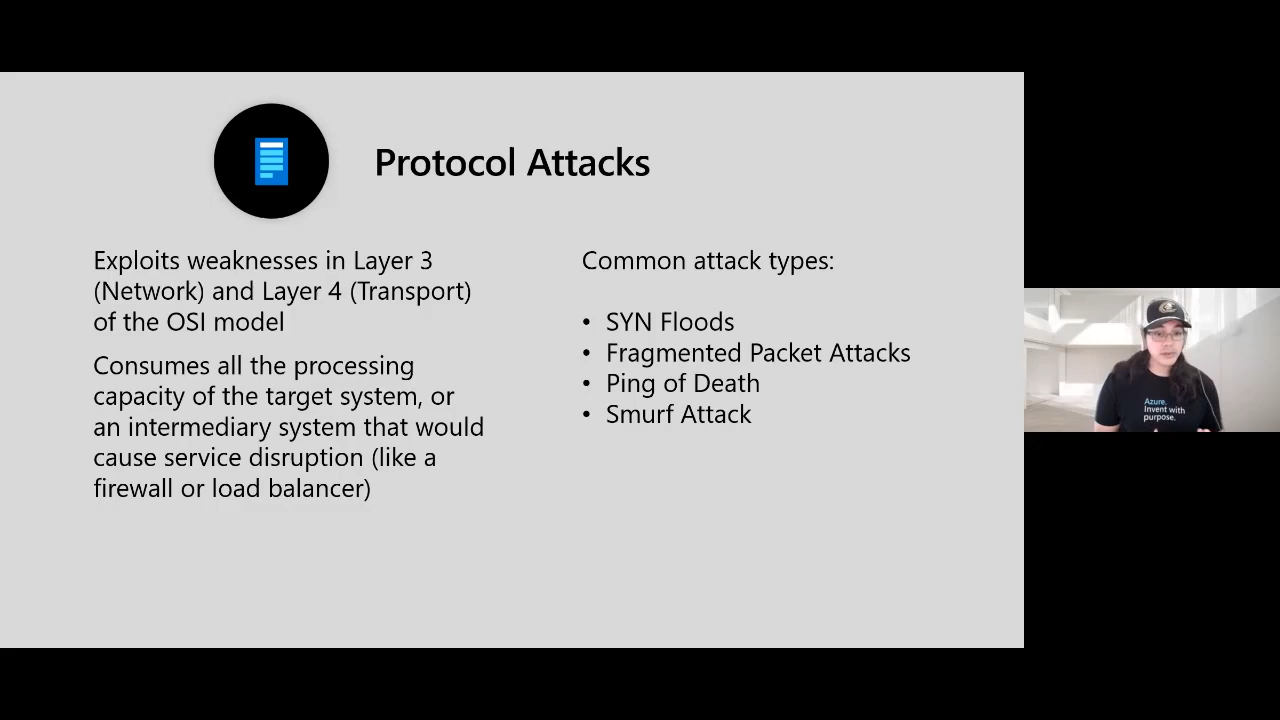 Protocol Attacks
Exploits weaknesses in Layer 3
(Network) and Layer 4 (Transport)
of the OSI model
Consumes all the processing
capacity of the target system, or
an intermediary system that would
cause service disruption (like a
firewall or load balancer)
Common attack types:
• SYN Floods
• Fragmented Packet Attacks
• Ping of Death
• Smurf Attack
Azure.
Invent with
purpose.